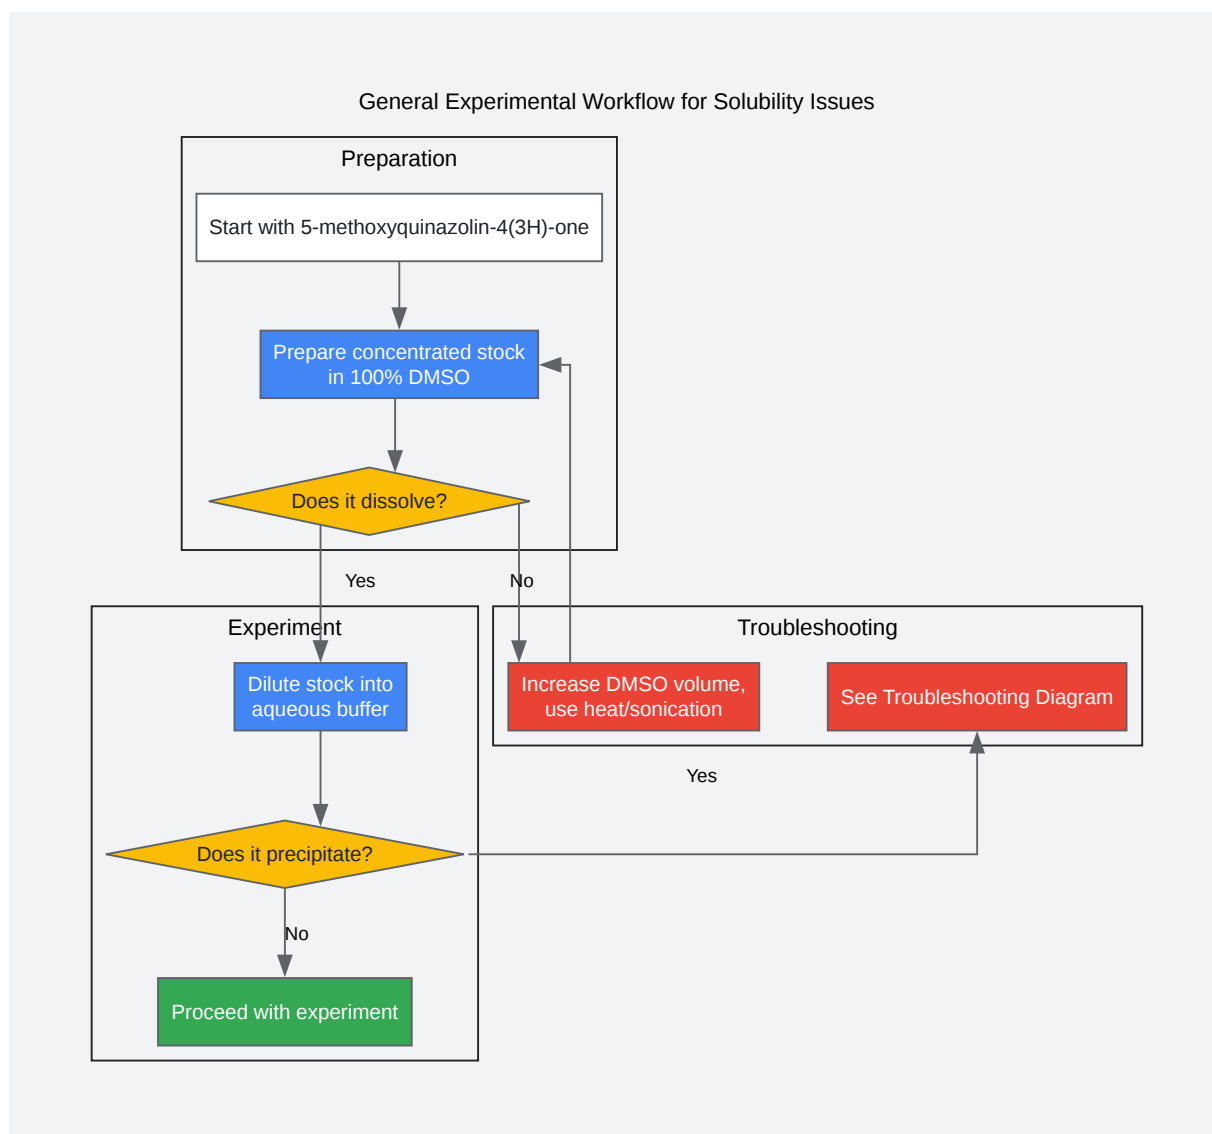 General Experimental Workflow for Solubility Issues
Preparation
Start with 5-methoxyquinazolin-4(3H)-one
Prepare concentrated stock
in 100% DMSO
Does it dissolve?
Yes
No
Experiment
Troubleshooting
Dilute stock into
aqueous buffer
Increase DMSO volume,
use heat/sonication
See Troubleshooting Diagram
Yes
Does it precipitate?
No
Proceed with experiment